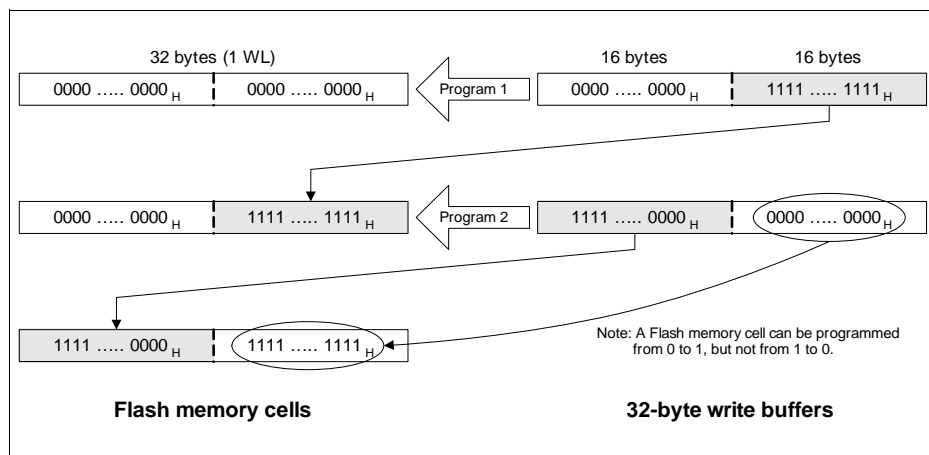 32 bytes (1 WL)
16 bytes 16 bytes
0000 ..... 0000 H 0000 ..... 0000 H Program 1 0000 ..... 0000 H 1111 ..... 1111 H
0000 ..... 0000 H 1111 ..... 1111 H Program 2 1111 ..... 0000 H 0000 ..... 0000 H
1111 ..... 0000 H 1111 ..... 1111 H
Note: A Flash memory cell can be programmed
from 0 to 1, but not from 1 to 0.
Flash memory cells 32-byte write buffers